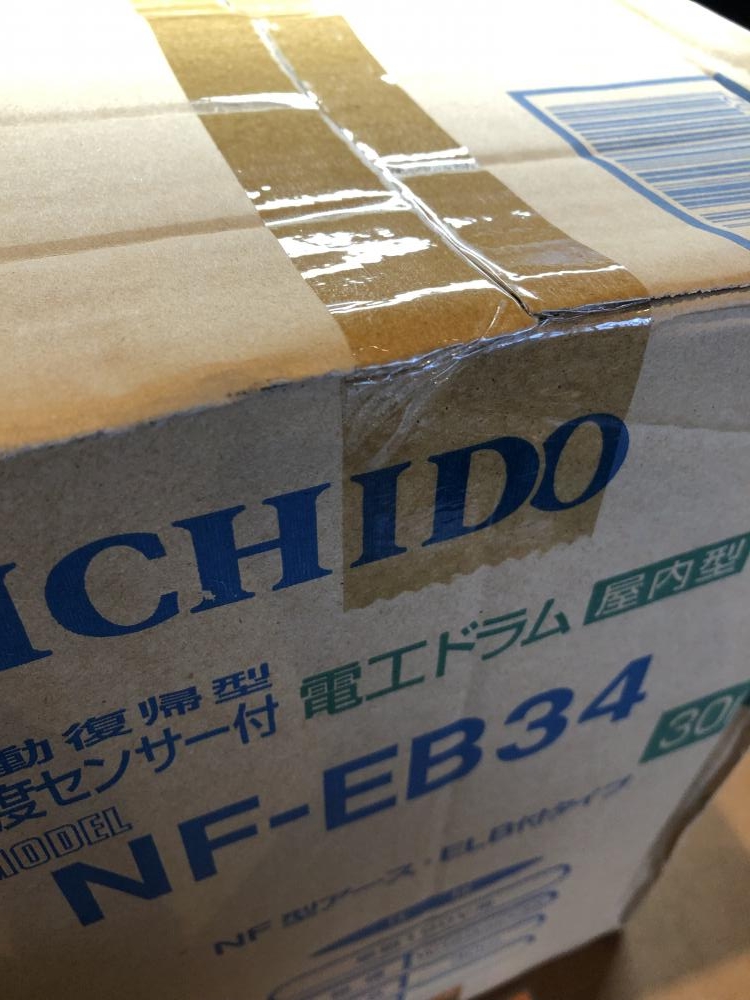 ICHIDO
電工ドラム 屋内型
動復帰型
度センサー付
MODEL NF-EB34 30
NF型アース・ELB付タイプ